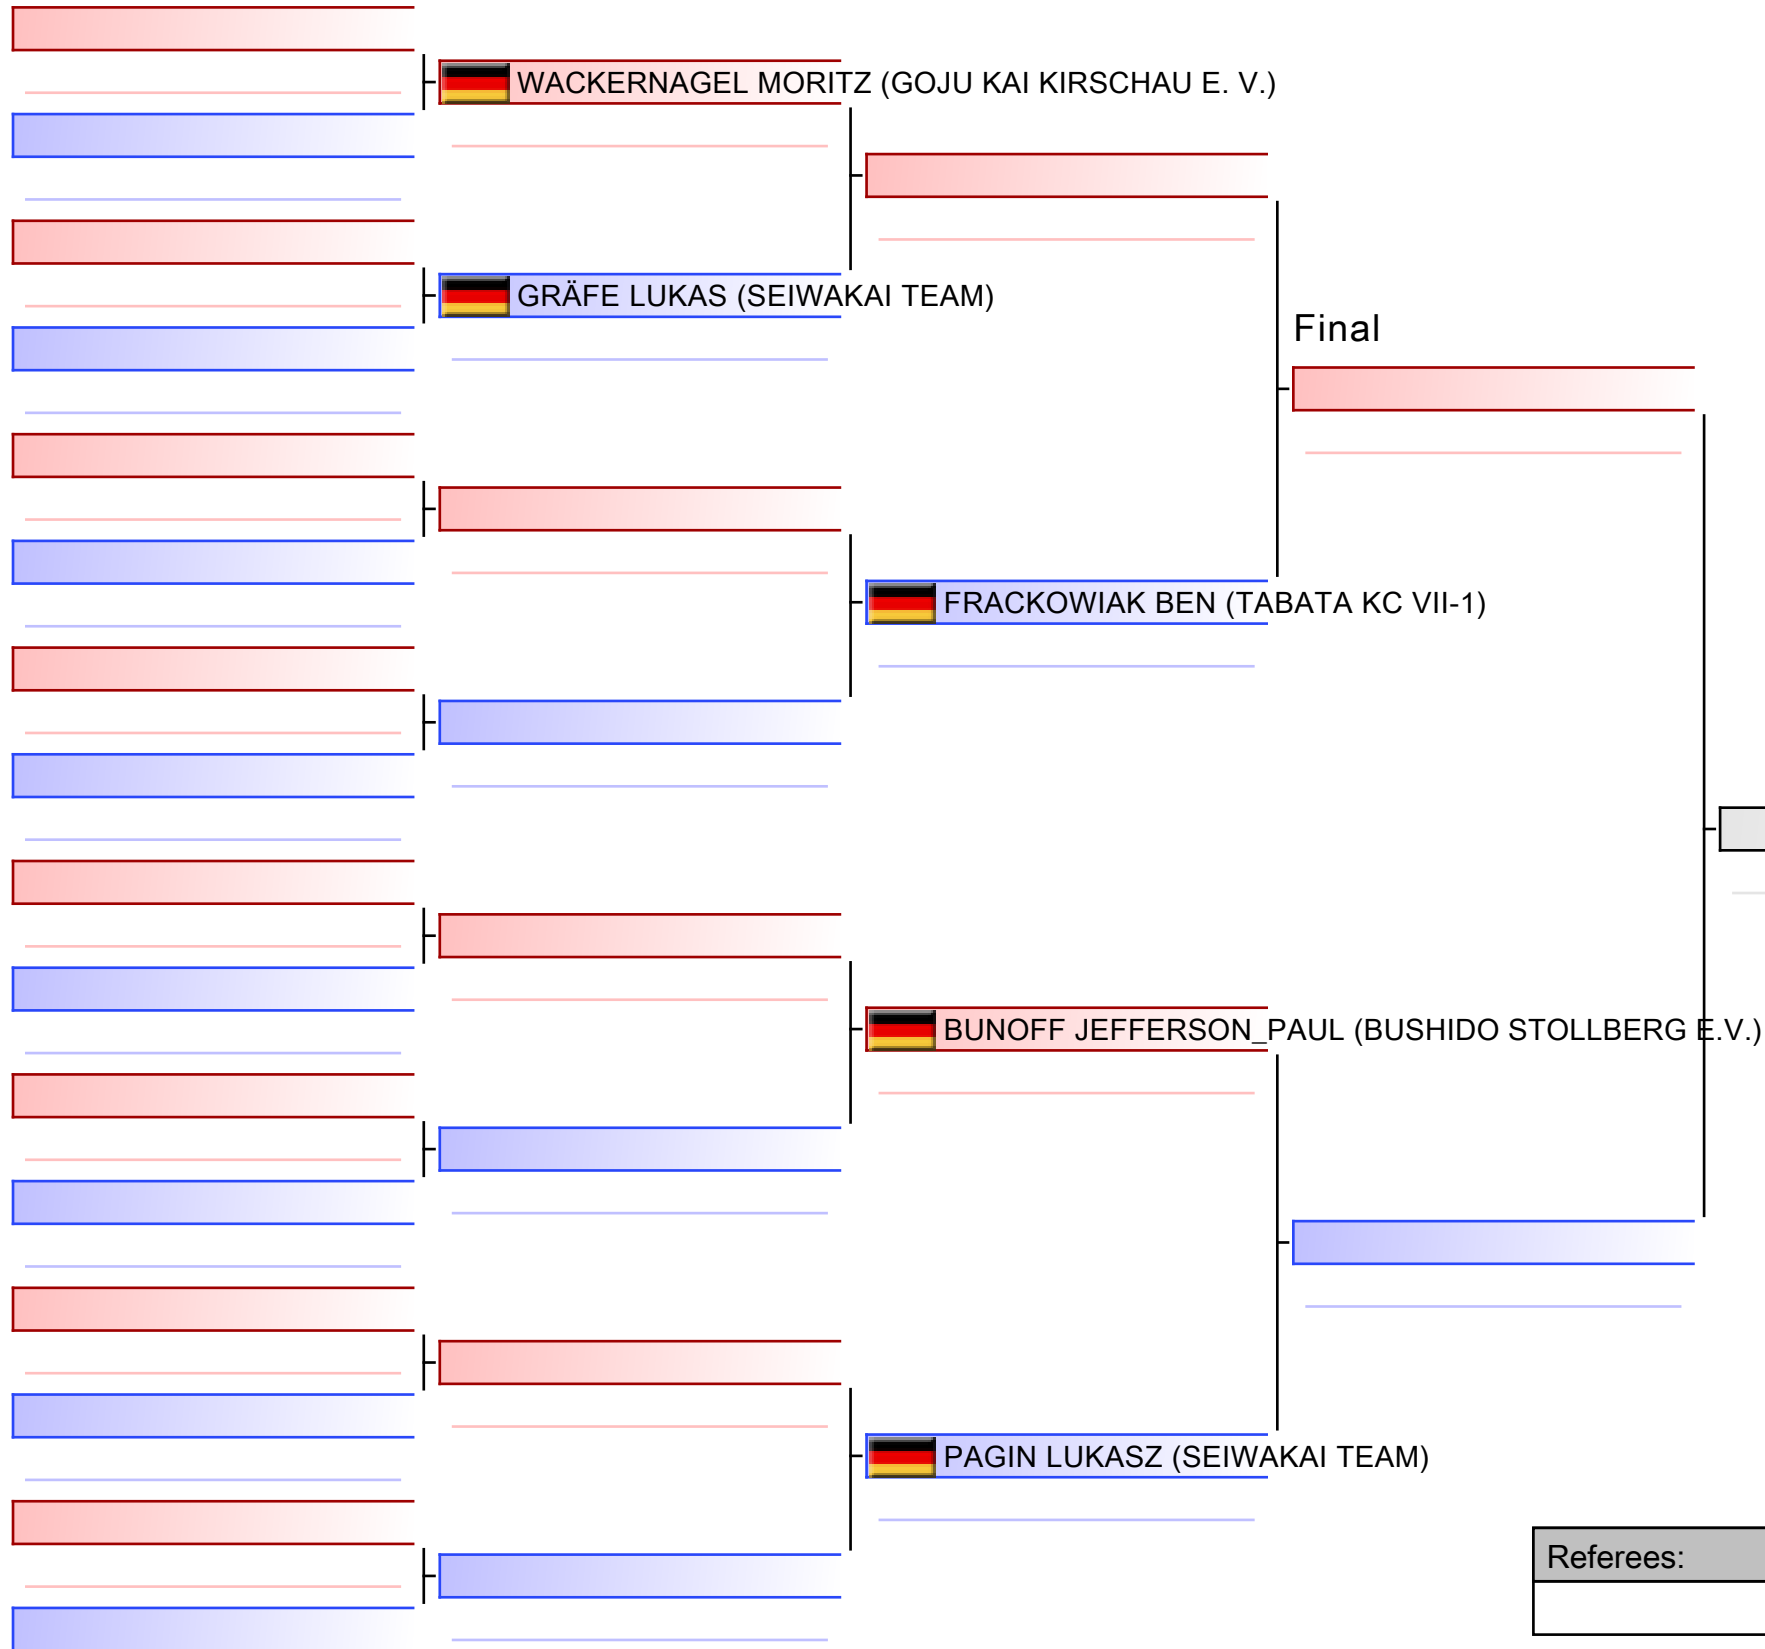 WACKERNAGEL MORITZ (GOJU KAI KIRSCHAU E. V.)
GRÄFE LUKAS (SEIWAKAI TEAM)
Final
FRACKOWIAK BEN (TABATA KC VII-1)
BUNOFF JEFFERSON_PAUL (BUSHIDO STOLLBERG E.V.)
PAGIN LUKASZ (SEIWAKAI TEAM)
Referees: